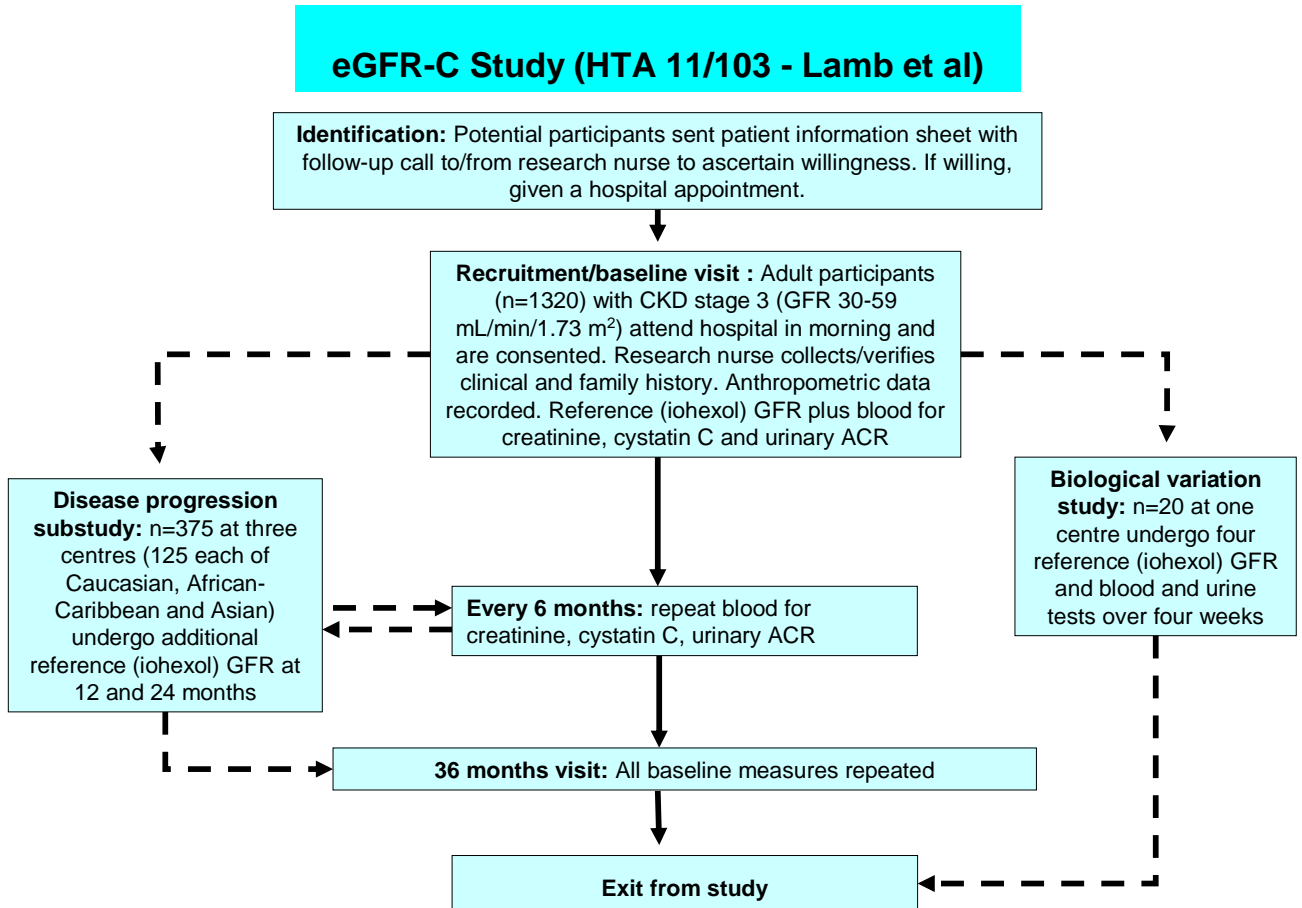 eGFR-C Study (HTA 11/103 - Lamb et al)
Identification: Potential participants sent patient information sheet with
follow-up call to/from research nurse to ascertain willingness. If willing,
given a hospital appointment.
Recruitment/baseline visit : Adult participants
(n=1320) with CKD stage 3 (GFR 30-59
mL/min/1.73 m²) attend hospital in morning and
are consented. Research nurse collects/verifies
clinical and family history. Anthropometric data
recorded. Reference (iohexol) GFR plus blood for
creatinine, cystatin C and urinary ACR
Disease progression
substudy: n=375 at three
centres (125 each of
Caucasian, African-
Caribbean and Asian)
undergo additional
reference (iohexol) GFR at
12 and 24 months
Every 6 months: repeat blood for
creatinine, cystatin C, urinary ACR
Biological variation
study: n=20 at one
centre undergo four
reference (iohexol) GFR
and blood and urine
tests over four weeks
36 months visit: All baseline measures repeated
Exit from study